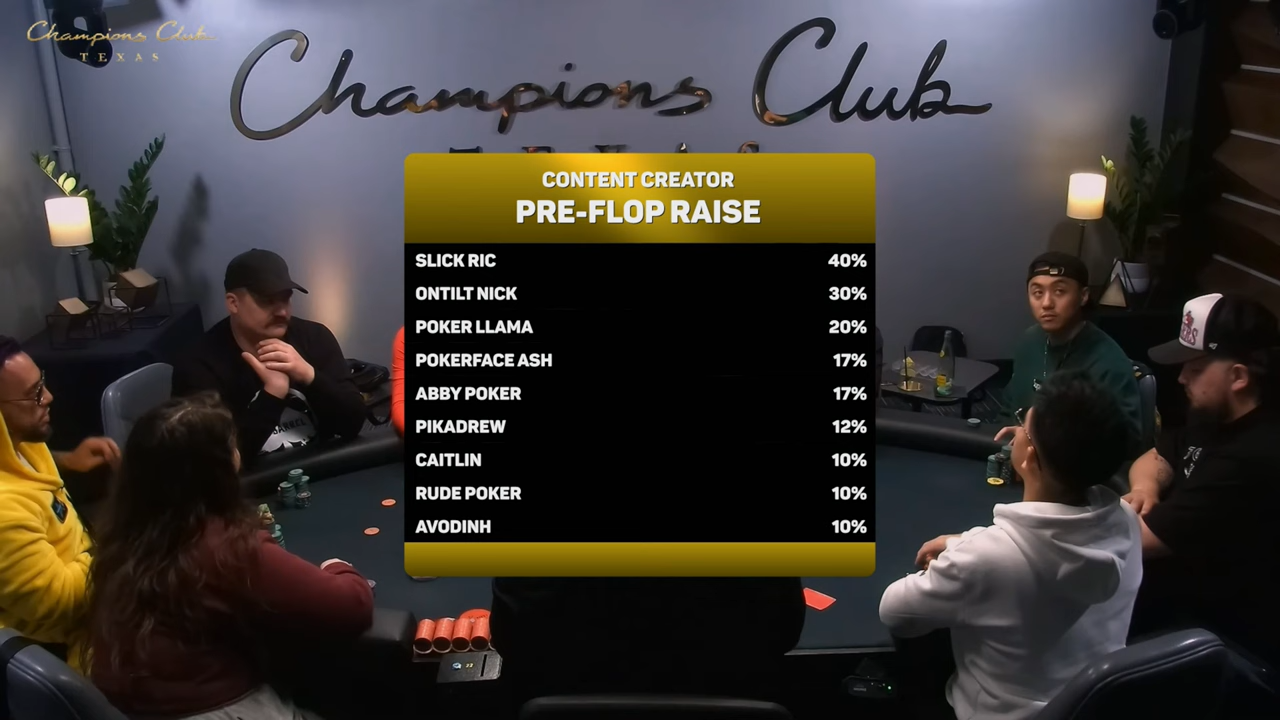 Champions Club
TEXAS
Champions Club
CONTENT CREATOR
PRE-FLOP RAISE
SLICK RIC 40%
ONTILT NICK 30%
POKER LLAMA 20%
POKERFACE ASH 17%
ABBY POKER 17%
PIKADREW 12%
CAITLIN 10%
RUDE POKER 10%
AVODINH 10%